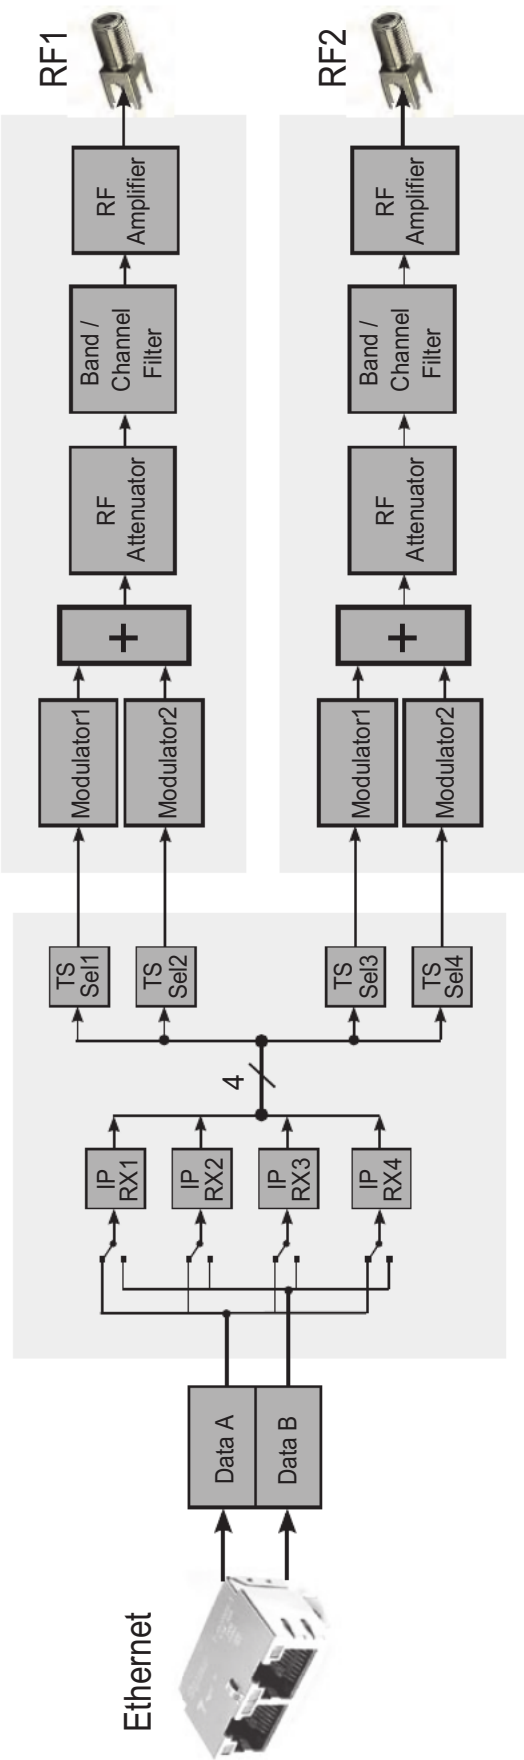 Ethernet
Data A
Data B
IP
RX1
IP
RX2
IP
RX3
IP
RX4
4
TS
Sel1
TS
Sel2
TS
Sel3
TS
Sel4
Modulator1
Modulator2
+
RF
Attenuator
Band /
Channel
Filter
RF
Amplifier
RF1
Modulator1
Modulator2
+
RF
Attenuator
Band /
Channel
Filter
RF
Amplifier
RF2